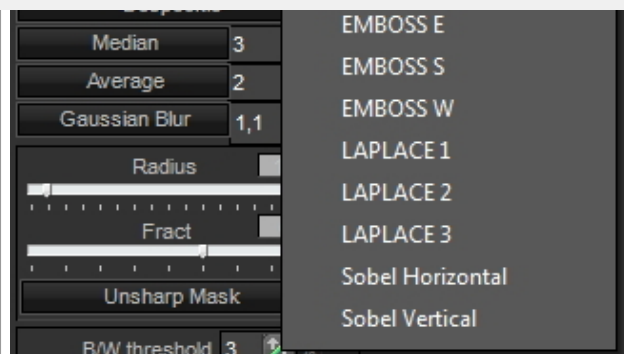 Despeckle
Median 3
Average 2
Gaussian Blur 1,1
Radius
Fract
Unsharp Mask
B/W threshold 3
EMBOSS E
EMBOSS S
EMBOSS W
LAPLACE 1
LAPLACE 2
LAPLACE 3
Sobel Horizontal
Sobel Vertical